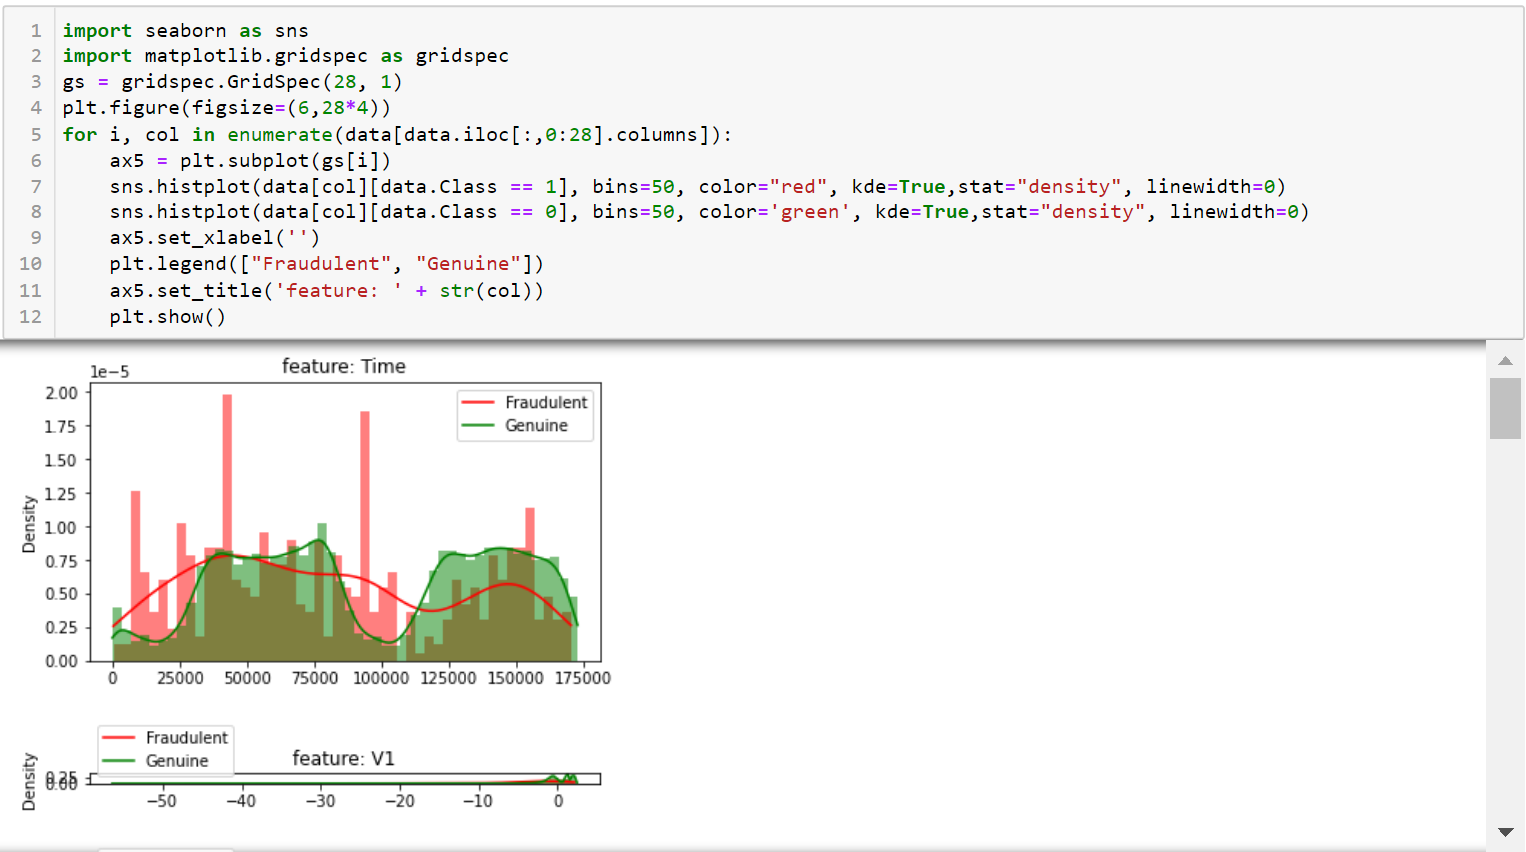 1 import seaborn as sns
2 import matplotlib.gridspec as gridspec
3 gs = gridspec.GridSpec(28, 1)
4 plt.figure(figsize=(6,28*4))
5 for i, col in enumerate(data[data.iloc[:,0:28].columns]):
6     ax5 = plt.subplot(gs[i])
7     sns.histplot(data[col][data.Class == 1], bins=50, color="red", kde=True,stat="density", linewidth=0)
8     sns.histplot(data[col][data.Class == 0], bins=50, color='green', kde=True,stat="density", linewidth=0)
9     ax5.set_xlabel('')
10     plt.legend(["Fraudulent", "Genuine"])
11     ax5.set_title('feature: ' + str(col))
12     plt.show()
feature: Time
1e−5
2.00
1.75
1.50
1.25
1.00
0.75
0.50
0.25
0.00
Density
Fraudulent
Genuine
0 25000 50000 75000 100000 125000 150000 175000
Fraudulent
Genuine
feature: V1
Density
0.25
0.00
−50 −40 −30 −20 −10 0